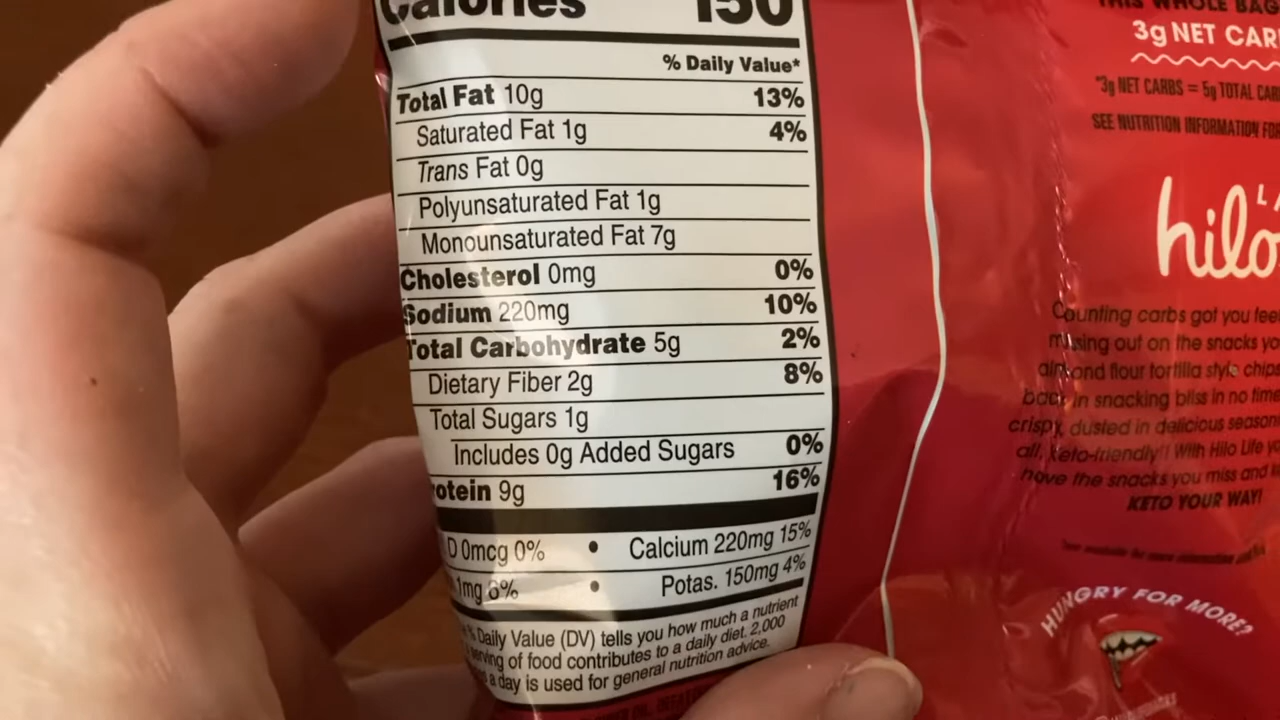 Calories 150
% Daily Value*
Total Fat 10g 13%
Saturated Fat 1g 4%
Trans Fat 0g
Polyunsaturated Fat 1g
Monounsaturated Fat 7g
Cholesterol 0mg 0%
Sodium 220mg 10%
Total Carbohydrate 5g 2%
Dietary Fiber 2g 8%
Total Sugars 1g
Includes 0g Added Sugars 0%
otein 9g 16%
D 0mcg 0% • Calcium 220mg 15%
1mg 6% • Potas. 150mg 4%
% Daily Value (DV) tells you how much a nutrient
serving of food contributes to a daily diet. 2,000
a day is used for general nutrition advice.
THIS WHOLE BAG
3g NET CAR
*3g NET CARBS = 5g TOTAL CAR
SEE NUTRITION INFORMATION FO
hilo
Counting carbs got you fee
missing out on the snacks yo
almond flour tortilla style chips
back in snacking bliss in no time
crispy, dusted in delicious season
all, keto-friendly! With Hilo Life yo
have the snacks you miss and
KETO YOUR WAY!
HUNGRY FOR MORE?